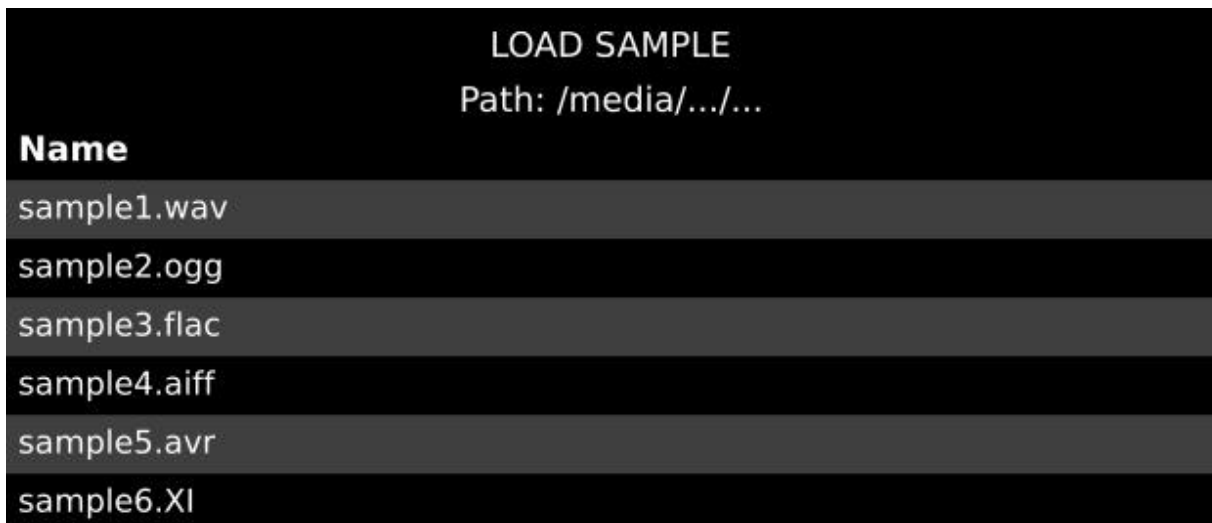 LOAD SAMPLE
Path: /media/.../...
Name
sample1.wav
sample2.ogg
sample3.flac
sample4.aiff
sample5.avr
sample6.XI